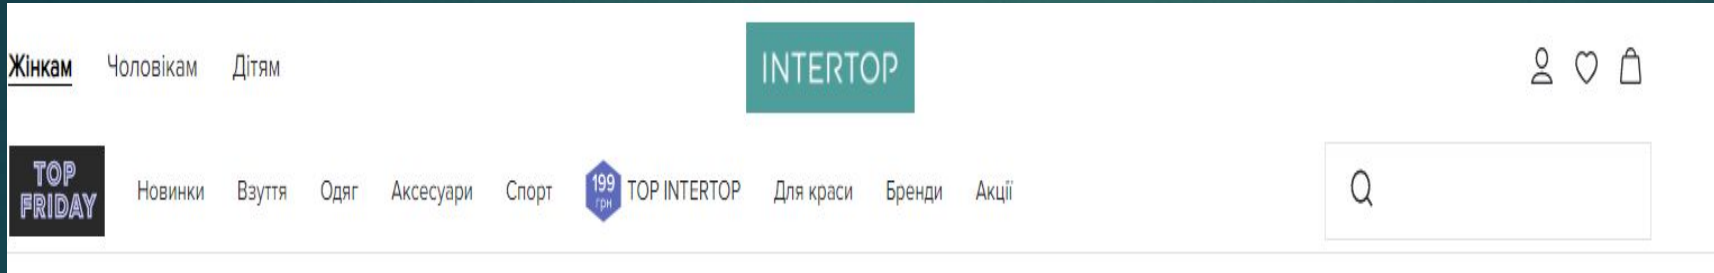 Жінкам Чоловікам Дітям
INTERTOP
TOP
FRIDAY
Новинки Взуття Одяг Аксесуари Спорт
199
грн
TOP INTERTOP Для краси Бренди Акції